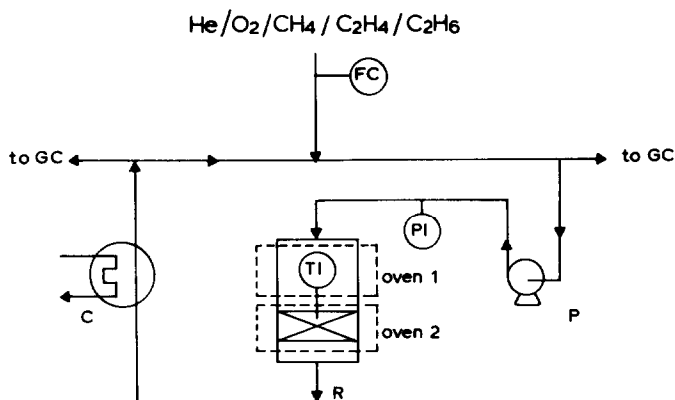 He/O2/CH4/C2H4/C2H6
FC
to GC
to GC
PI
TI
oven 1
C
P
oven 2
R